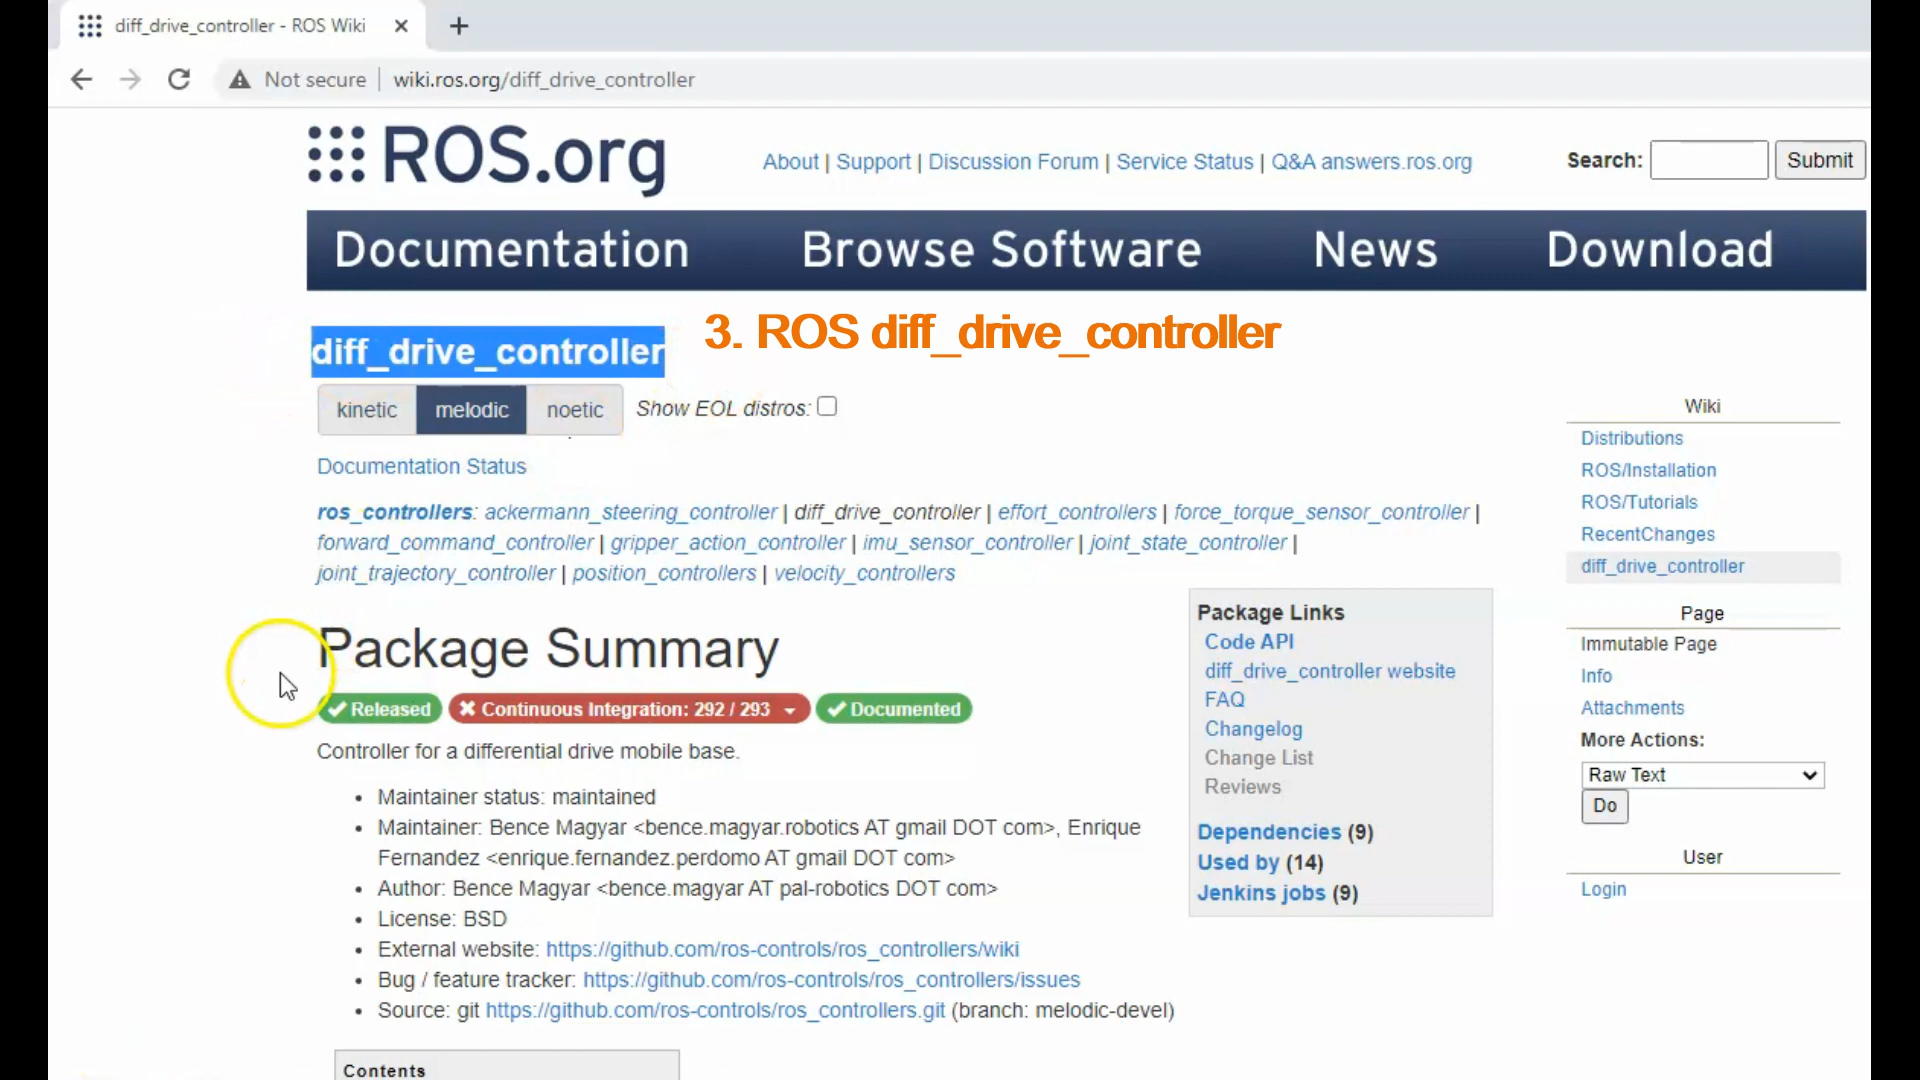 diff_drive_controller - ROS Wiki
Not secure | wiki.ros.org/diff_drive_controller
ROS.org
About | Support | Discussion Forum | Service Status | Q&A answers.ros.org
Search: Submit
Documentation Browse Software News Download
diff_drive_controller
3. ROS diff_drive_controller
kinetic melodic noetic Show EOL distros:
Documentation Status
ros_controllers: ackermann_steering_controller | diff_drive_controller | effort_controllers | force_torque_sensor_controller |
forward_command_controller | gripper_action_controller | imu_sensor_controller | joint_state_controller |
joint_trajectory_controller | position_controllers | velocity_controllers
Package Summary
Released Continuous Integration: 292 / 293 Documented
Controller for a differential drive mobile base.
• Maintainer status: maintained
• Maintainer: Bence Magyar <bence.magyar.robotics AT gmail DOT com>, Enrique
Fernandez <enrique.fernandez.perdomo AT gmail DOT com>
• Author: Bence Magyar <bence.magyar AT pal-robotics DOT com>
• License: BSD
• External website: https://github.com/ros-controls/ros_controllers/wiki
• Bug / feature tracker: https://github.com/ros-controls/ros_controllers/issues
• Source: git https://github.com/ros-controls/ros_controllers.git (branch: melodic-devel)
Contents
Package Links
Code API
diff_drive_controller website
FAQ
Changelog
Change List
Reviews
Dependencies (9)
Used by (14)
Jenkins jobs (9)
Wiki
Distributions
ROS/Installation
ROS/Tutorials
RecentChanges
diff_drive_controller
Page
Immutable Page
Info
Attachments
More Actions:
Raw Text
Do
User
Login